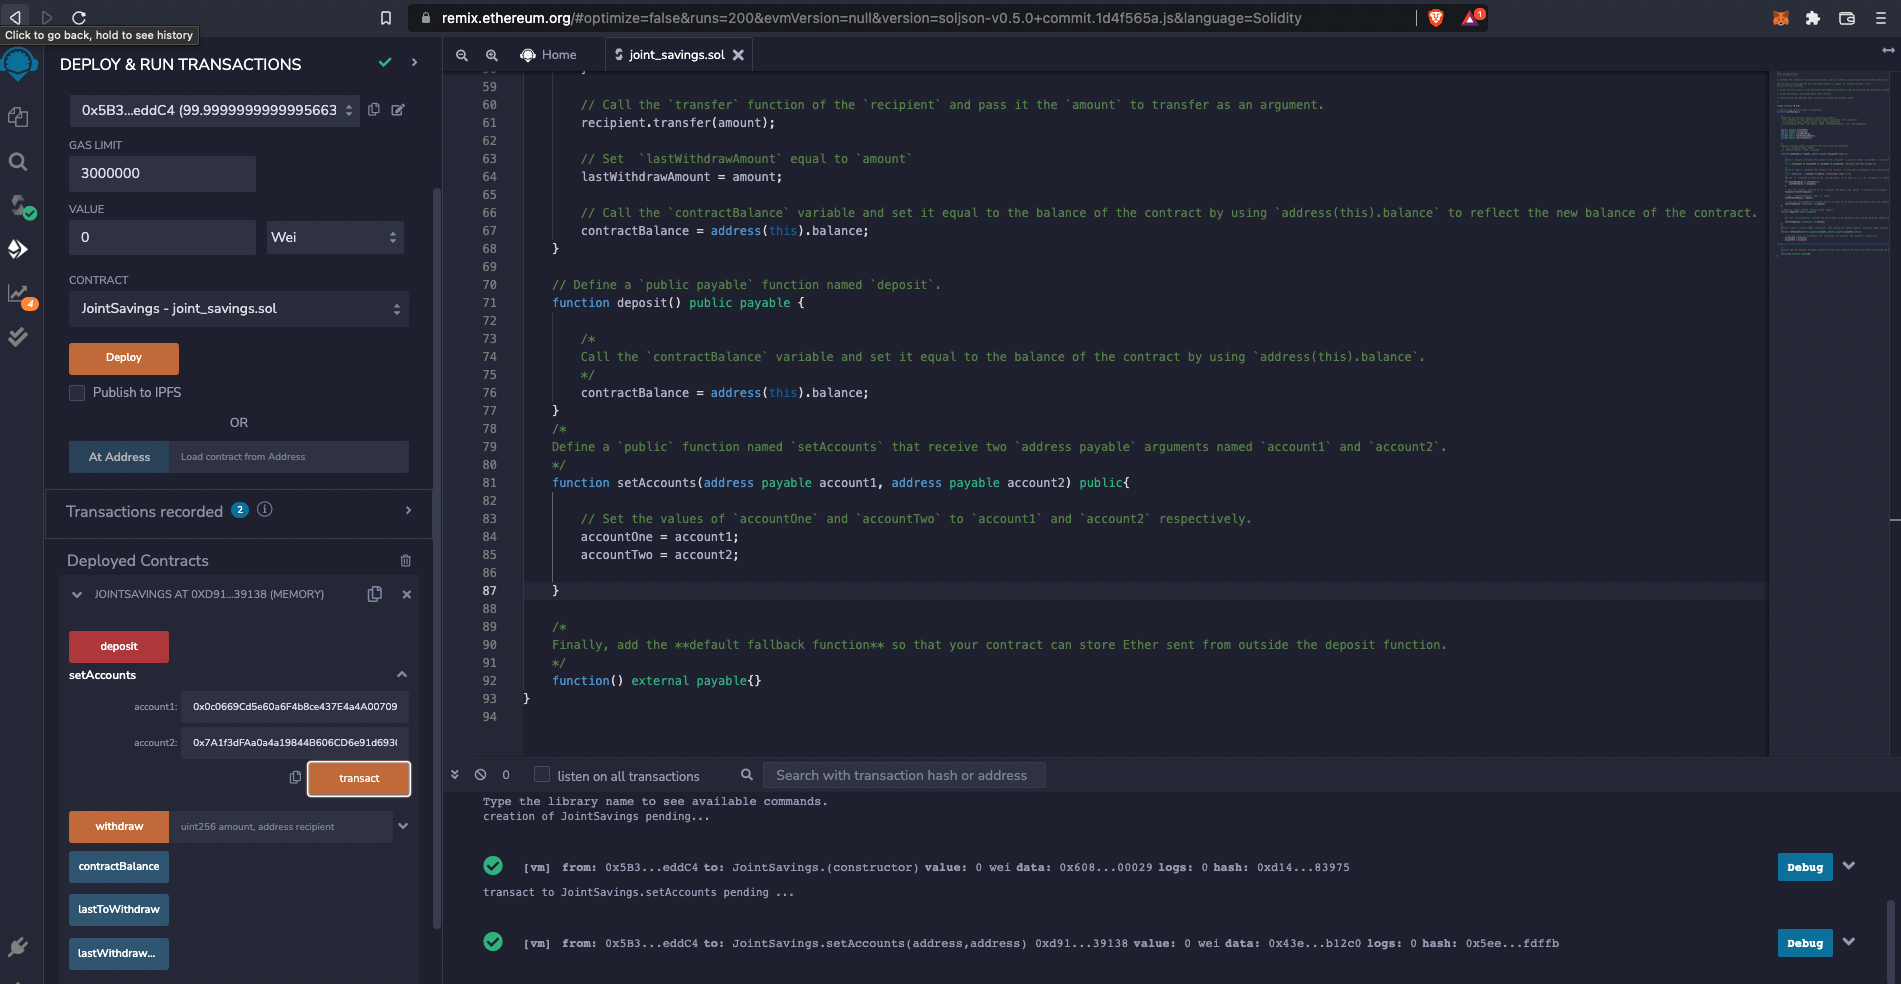 remix.ethereum.org/#optimize=false&runs=200&evmVersion=null&version=soljson-v0.5.0+commit.1d4f565a.js&language=Solidity
1
Click to go back, hold to see history
DEPLOY & RUN TRANSACTIONS
Home
joint_savings.sol
0x5B3...eddC4 (99.9999999999995663
GAS LIMIT
3000000
VALUE
0
Wei
CONTRACT
JointSavings - joint_savings.sol
Deploy
Publish to IPFS
OR
At Address
Load contract from Address
Transactions recorded 2 i
Deployed Contracts
JOINTSAVINGS AT 0XD91...39138 (MEMORY)
deposit
setAccounts
account1: 0x0c0669Cd5e60a6F4b8ce437E4a4A00709
account2: 0x7A1f3dFAa0a4a19844B606CD6e91d693(
transact
withdraw
uint256 amount, address recipient
contractBalance
lastToWithdraw
lastWithdraw...
4
59
60 // Call the `transfer` function of the `recipient` and pass it the `amount` to transfer as an argument.
61 recipient.transfer(amount);
62
63 // Set  `lastWithdrawAmount` equal to `amount`
64 lastWithdrawAmount = amount;
65
66 // Call the `contractBalance` variable and set it equal to the balance of the contract by using `address(this).balance` to reflect the new balance of the contract.
67 contractBalance = address(this).balance;
68 }
69
70 // Define a `public payable` function named `deposit`.
71 function deposit() public payable {
72
73 /*
74 Call the `contractBalance` variable and set it equal to the balance of the contract by using `address(this).balance`.
75 */
76 contractBalance = address(this).balance;
77 }
78 /*
79 Define a `public` function named `setAccounts` that receive two `address payable` arguments named `account1` and `account2`.
80 */
81 function setAccounts(address payable account1, address payable account2) public{
82
83 // Set the values of `accountOne` and `accountTwo` to `account1` and `account2` respectively.
84 accountOne = account1;
85 accountTwo = account2;
86
87 }
88
89 /*
90 Finally, add the **default fallback function** so that your contract can store Ether sent from outside the deposit function.
91 */
92 function() external payable{}
93 }
94
0
listen on all transactions
Search with transaction hash or address
Type the library name to see available commands.
creation of JointSavings pending...
[vm] from: 0x5B3...eddC4 to: JointSavings.(constructor) value: 0 wei data: 0x608...00029 logs: 0 hash: 0xd14...83975
Debug
transact to JointSavings.setAccounts pending ...
[vm] from: 0x5B3...eddC4 to: JointSavings.setAccounts(address,address) 0xd91...39138 value: 0 wei data: 0x43e...b12c0 logs: 0 hash: 0x5ee...fdffb
Debug